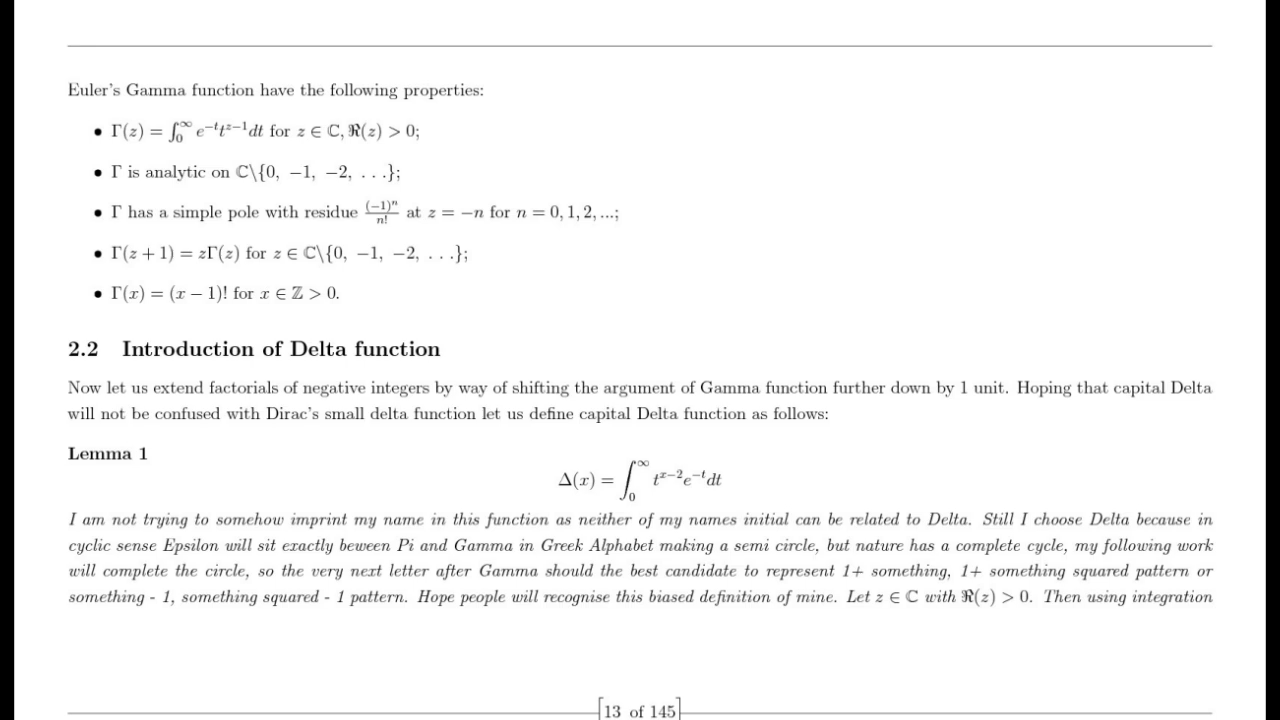 Euler's Gamma function have the following properties:
• Γ(z) = ∫₀^∞ e^{−t}t^{z−1}dt for z ∈ ℂ, ℜ(z) > 0;
• Γ is analytic on ℂ\{0, −1, −2, . . .};
• Γ has a simple pole with residue (−1)^n/n! at z = −n for n = 0, 1, 2, ...;
• Γ(z + 1) = zΓ(z) for z ∈ ℂ\{0, −1, −2, . . .};
• Γ(x) = (x − 1)! for x ∈ ℤ > 0.
2.2 Introduction of Delta function
Now let us extend factorials of negative integers by way of shifting the argument of Gamma function further down by 1 unit. Hoping that capital Delta
will not be confused with Dirac's small delta function let us define capital Delta function as follows:
Lemma 1
Δ(x) = ∫₀^∞ t^{x−2}e^{−t}dt
I am not trying to somehow imprint my name in this function as neither of my names initial can be related to Delta. Still I choose Delta because in
cyclic sense Epsilon will sit exactly beween Pi and Gamma in Greek Alphabet making a semi circle, but nature has a complete cycle, my following work
will complete the circle, so the very next letter after Gamma should the best candidate to represent 1+ something, 1+ something squared pattern or
something - 1, something squared - 1 pattern. Hope people will recognise this biased definition of mine. Let z ∈ ℂ with ℜ(z) > 0. Then using integration
[13 of 145]